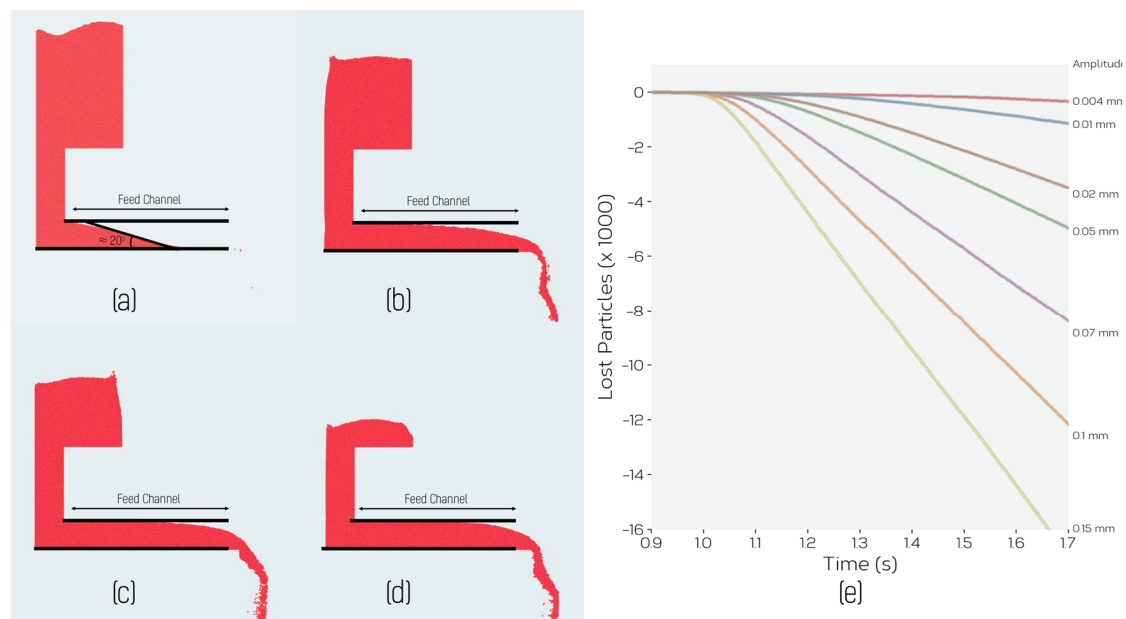 Feed Channel
≈ 20°
(a)
Feed Channel
(b)
Feed Channel
(c)
Feed Channel
(d)
Amplitude
0
-2
-4
-6
-8
-10
-12
-14
-16
Lost Particles (x 1000)
0.004 mm
0.01 mm
0.02 mm
0.05 mm
0.07 mm
0.1 mm
0.15 mm
0.9 1.0 1.1 1.2 1.3 1.4 1.5 1.6 1.7
Time (s)
(e)